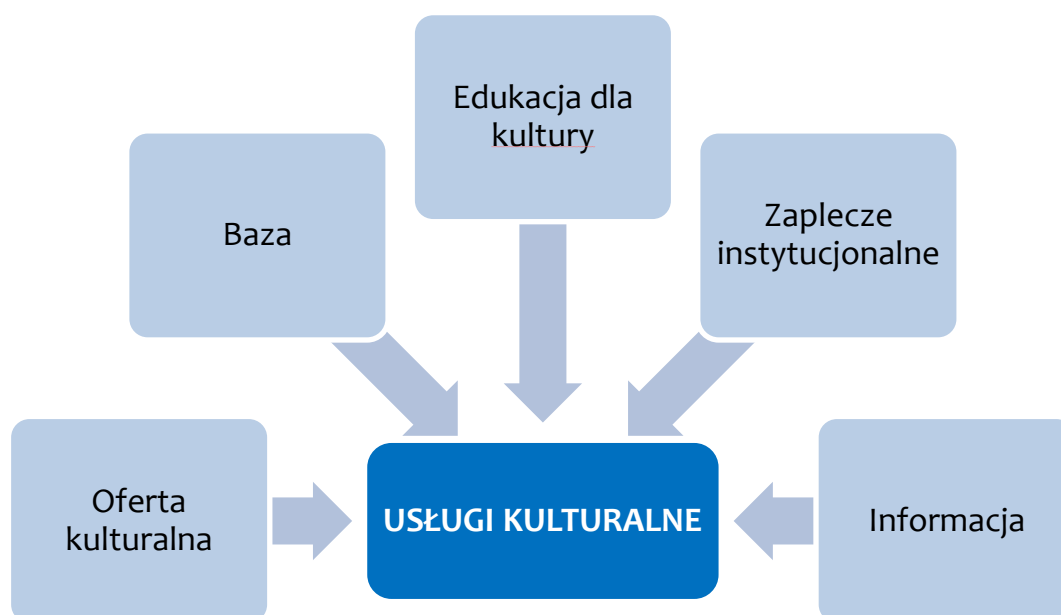 Edukacja dla
kultury
Baza
Zaplecze
instytucjonalne
Oferta
kulturalna
USŁUGI KULTURALNE
Informacja